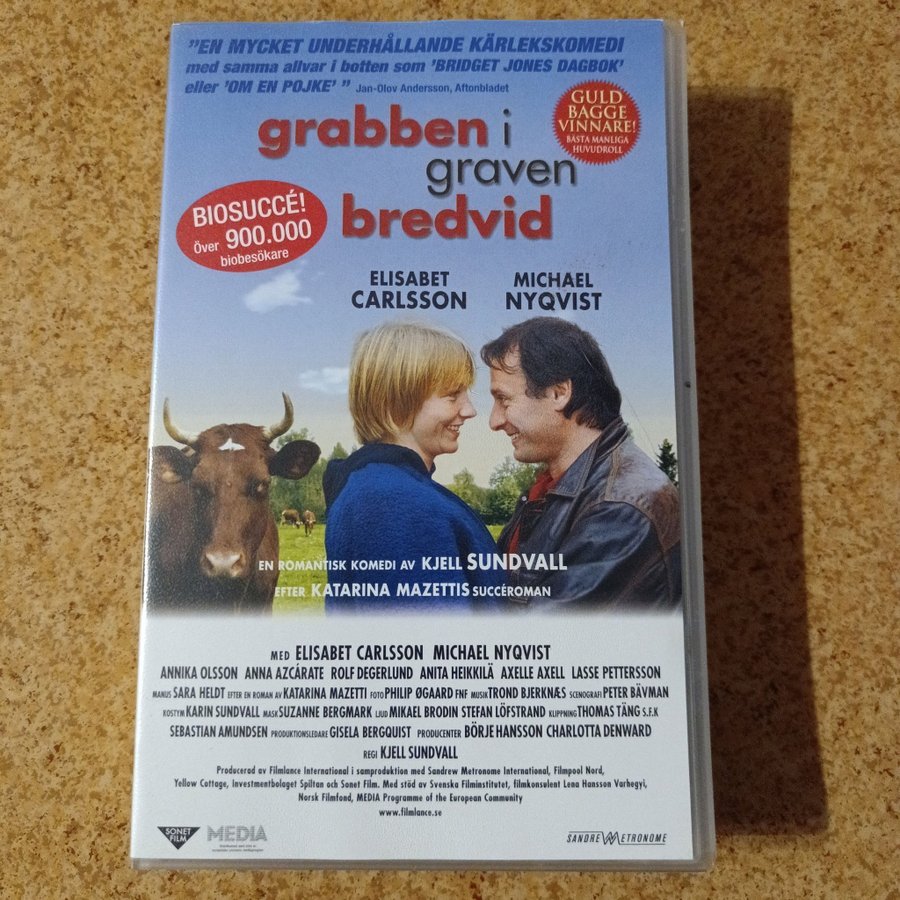 "EN MYCKET UNDERHÅLLANDE KÄRLEKSKOMEDI
med samma allvar i botten som 'BRIDGET JONES DAGBOK'
eller 'OM EN POJKE' " Jan-Olov Andersson, Aftonbladet
GULD
BAGGE
VINNARE!
BÄSTA MANLIGA
HUVUDROLL
grabben i
graven
bredvid
BIOSUCCÉ!
Över 900.000
biobesökare
ELISABET
CARLSSON
MICHAEL
NYQVIST
EN ROMANTISK KOMEDI AV KJELL SUNDVALL
EFTER KATARINA MAZETTIS SUCCÉROMAN
MED ELISABET CARLSSON MICHAEL NYQVIST
ANNIKA OLSSON ANNA AZCÁRATE ROLF DEGERLUND ANITA HEIKKILÄ AXELLE AXELL LASSE PETTERSSON
MANUS SARA HELDT EFTER EN ROMAN AV KATARINA MAZETTI FOTO PHILIP ØGAARD FNF MUSIK TROND BJERKNÆS SCENOGRAFI PETER BÄVMAN
KOSTYM KARIN SUNDVALL MASK SUZANNE BERGMARK LJUD MIKAEL BRODIN STEFAN LÖFSTRAND KLIPPNING THOMAS TÄNG S.F.K
SEBASTIAN AMUNDSEN PRODUKTIONSLEDARE GISELA BERGQUIST PRODUCENTER BÖRJE HANSSON CHARLOTTA DENWARD
REGI KJELL SUNDVALL
Producerad av Filmlance International i samproduktion med Sandrew Metronome International, Filmpool Nord,
Yellow Cottage, Investmentbolaget Spiltan och Sonet Film. Med stöd av Svenska Filminstitutet, filmkonsulent Lena Hansson Varhegyi,
Norsk Filmfond, MEDIA Programme of the European Community
www.filmlance.se
SONET
FILM
MEDIA
SANDREW METRONOME